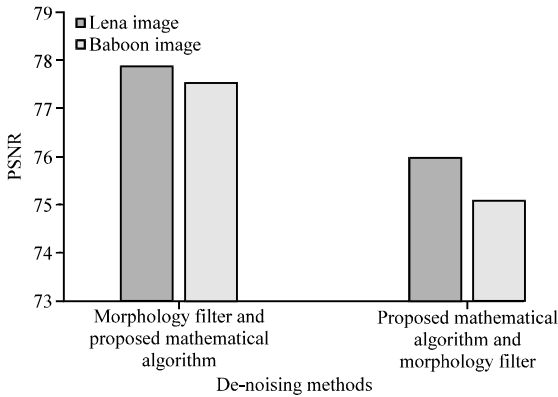 79
78
77
76
75
74
73
PSNR
Lena image
Baboon image
Morphology filter and
proposed mathematical
algorithm
Proposed mathematical
algorithm and
morphology filter
De-noising methods